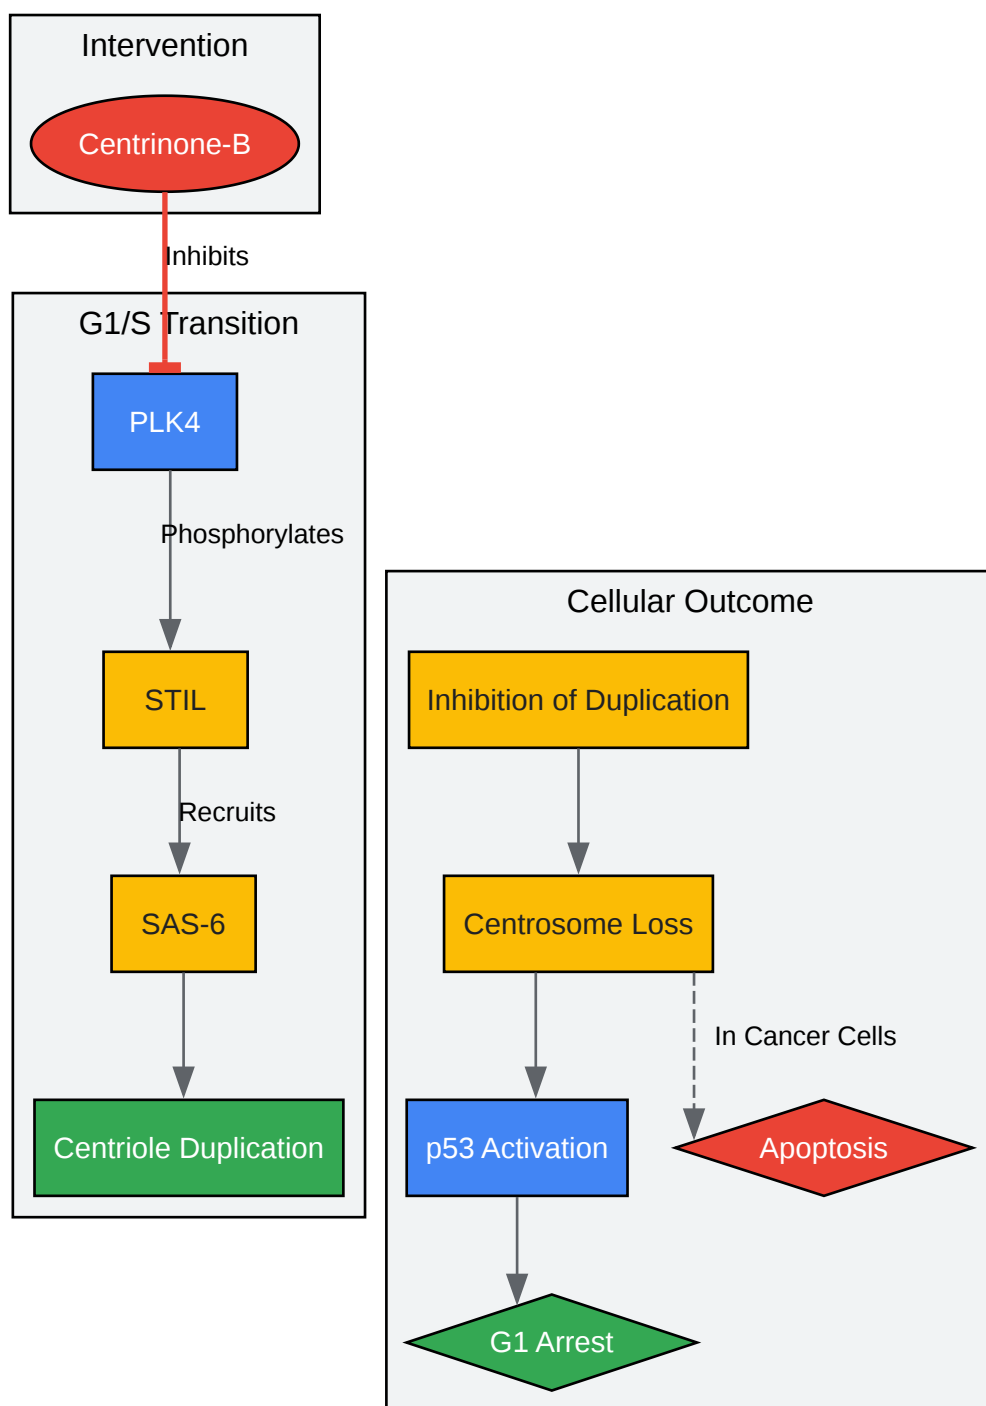 Intervention
Centrinone-B
Inhibits
G1/S Transition
PLK4
Phosphorylates
STIL
Recruits
SAS-6
Centriole Duplication
Cellular Outcome
Inhibition of Duplication
Centrosome Loss
In Cancer Cells
p53 Activation
Apoptosis
G1 Arrest